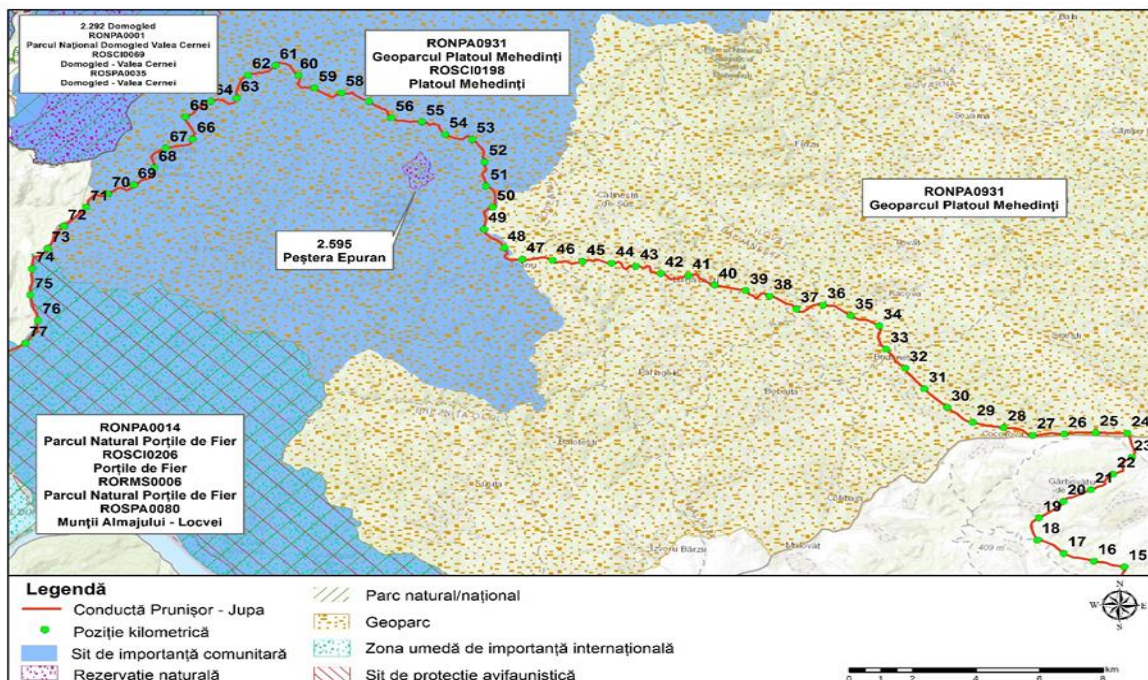 2.292 Domogled
RONPA0001
Parcul Național Domogled Valea Cernei
ROSCI0069
Domogled - Valea Cernei
ROSPA0035
Domogled - Valea Cernei
RONPA0931
Geoparcul Platoul Mehedinți
ROSCI0198
Platoul Mehedinți
61
62
60
59
58
63
64
65
56
55
54
53
66
67
52
68
51
69
70
50
71
49
72
48
73
47
46
45
44
43
42
41
74
40
39
38
75
37
36
35
76
34
77
33
32
31
30
29
28
27
26
25
24
23
22
21
20
19
18
17
16
15
RONPA0931
Geoparcul Platoul Mehedinți
2.595
Peștera Epuran
RONPA0014
Parcul Natural Porțile de Fier
ROSCI0206
Porțile de Fier
RORMS0006
Parcul Natural Porțile de Fier
ROSPA0080
Munții Almajului - Locvei
Izvoru Bârzii
Malovăț
409 m
Legendă
Conductă Prunișor - Jupa
Poziție kilometrică
Sit de importanță comunitară
Rezervație naturală
Parc natural/național
Geoparc
Zona umedă de importanță internațională
Sit de protecție avifaunistică
N
W
E
S
km
0
2
4
6
8